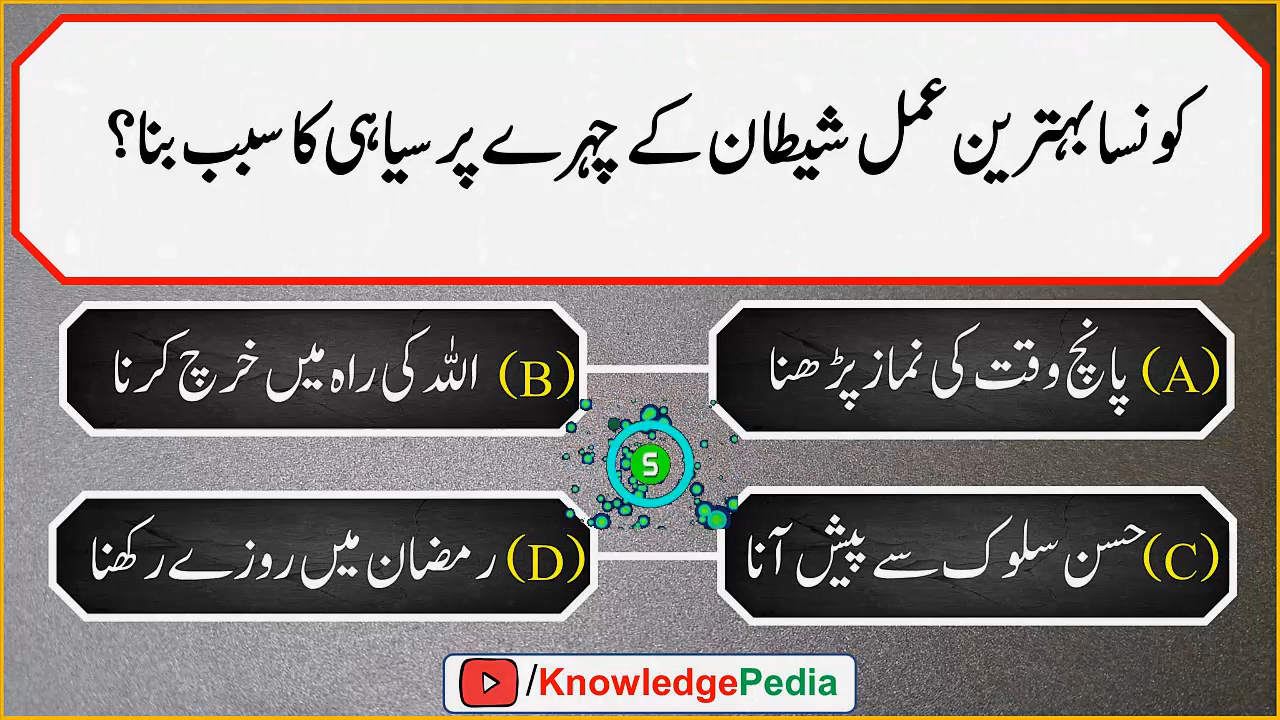 کونسا بہترین عمل شیطان کے چہرے پر سیاہی کا سبب بنا؟
(A) پانچ وقت کی نماز پڑھنا
(B) اللہ کی راہ میں خرچ کرنا
(C) حسن سلوک سے پیش آنا
(D) رمضان میں روزے رکھنا
S
/KnowledgePedia